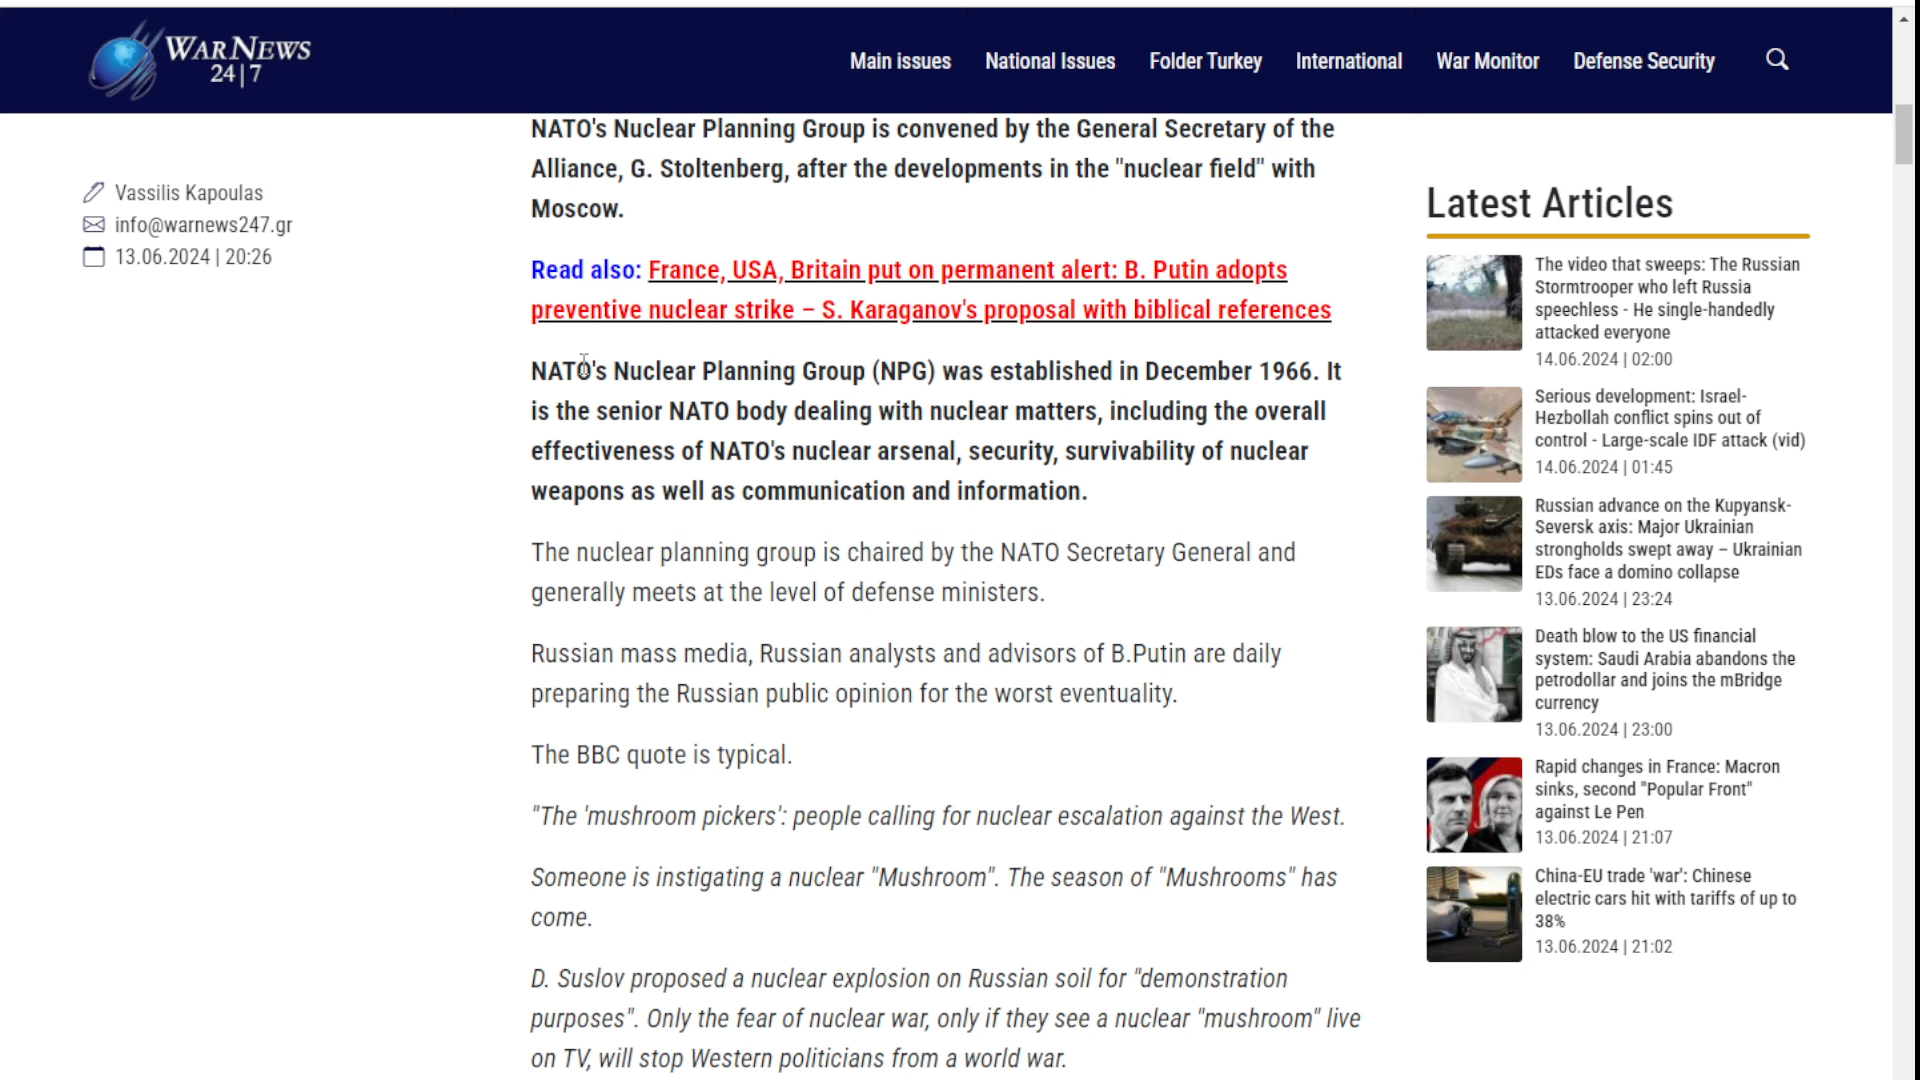 WARNEWS
24|7
Main issues
National Issues
Folder Turkey
International
War Monitor
Defense Security
Vassilis Kapoulas
info@warnews247.gr
13.06.2024 | 20:26
NATO's Nuclear Planning Group is convened by the General Secretary of the
Alliance, G. Stoltenberg, after the developments in the "nuclear field" with
Moscow.
Read also: France, USA, Britain put on permanent alert: B. Putin adopts
preventive nuclear strike – S. Karaganov's proposal with biblical references
NATO's Nuclear Planning Group (NPG) was established in December 1966. It
is the senior NATO body dealing with nuclear matters, including the overall
effectiveness of NATO's nuclear arsenal, security, survivability of nuclear
weapons as well as communication and information.
The nuclear planning group is chaired by the NATO Secretary General and
generally meets at the level of defense ministers.
Russian mass media, Russian analysts and advisors of B.Putin are daily
preparing the Russian public opinion for the worst eventuality.
The BBC quote is typical.
"The 'mushroom pickers': people calling for nuclear escalation against the West.
Someone is instigating a nuclear "Mushroom". The season of "Mushrooms" has
come.
D. Suslov proposed a nuclear explosion on Russian soil for "demonstration
purposes". Only the fear of nuclear war, only if they see a nuclear "mushroom" live
on TV, will stop Western politicians from a world war.
Latest Articles
The video that sweeps: The Russian
Stormtrooper who left Russia
speechless - He single-handedly
attacked everyone
14.06.2024 | 02:00
Serious development: Israel-
Hezbollah conflict spins out of
control - Large-scale IDF attack (vid)
14.06.2024 | 01:45
Russian advance on the Kupyansk-
Seversk axis: Major Ukrainian
strongholds swept away – Ukrainian
EDs face a domino collapse
13.06.2024 | 23:24
Death blow to the US financial
system: Saudi Arabia abandons the
petrodollar and joins the mBridge
currency
13.06.2024 | 23:00
Rapid changes in France: Macron
sinks, second "Popular Front"
against Le Pen
13.06.2024 | 21:07
China-EU trade 'war': Chinese
electric cars hit with tariffs of up to
38%
13.06.2024 | 21:02